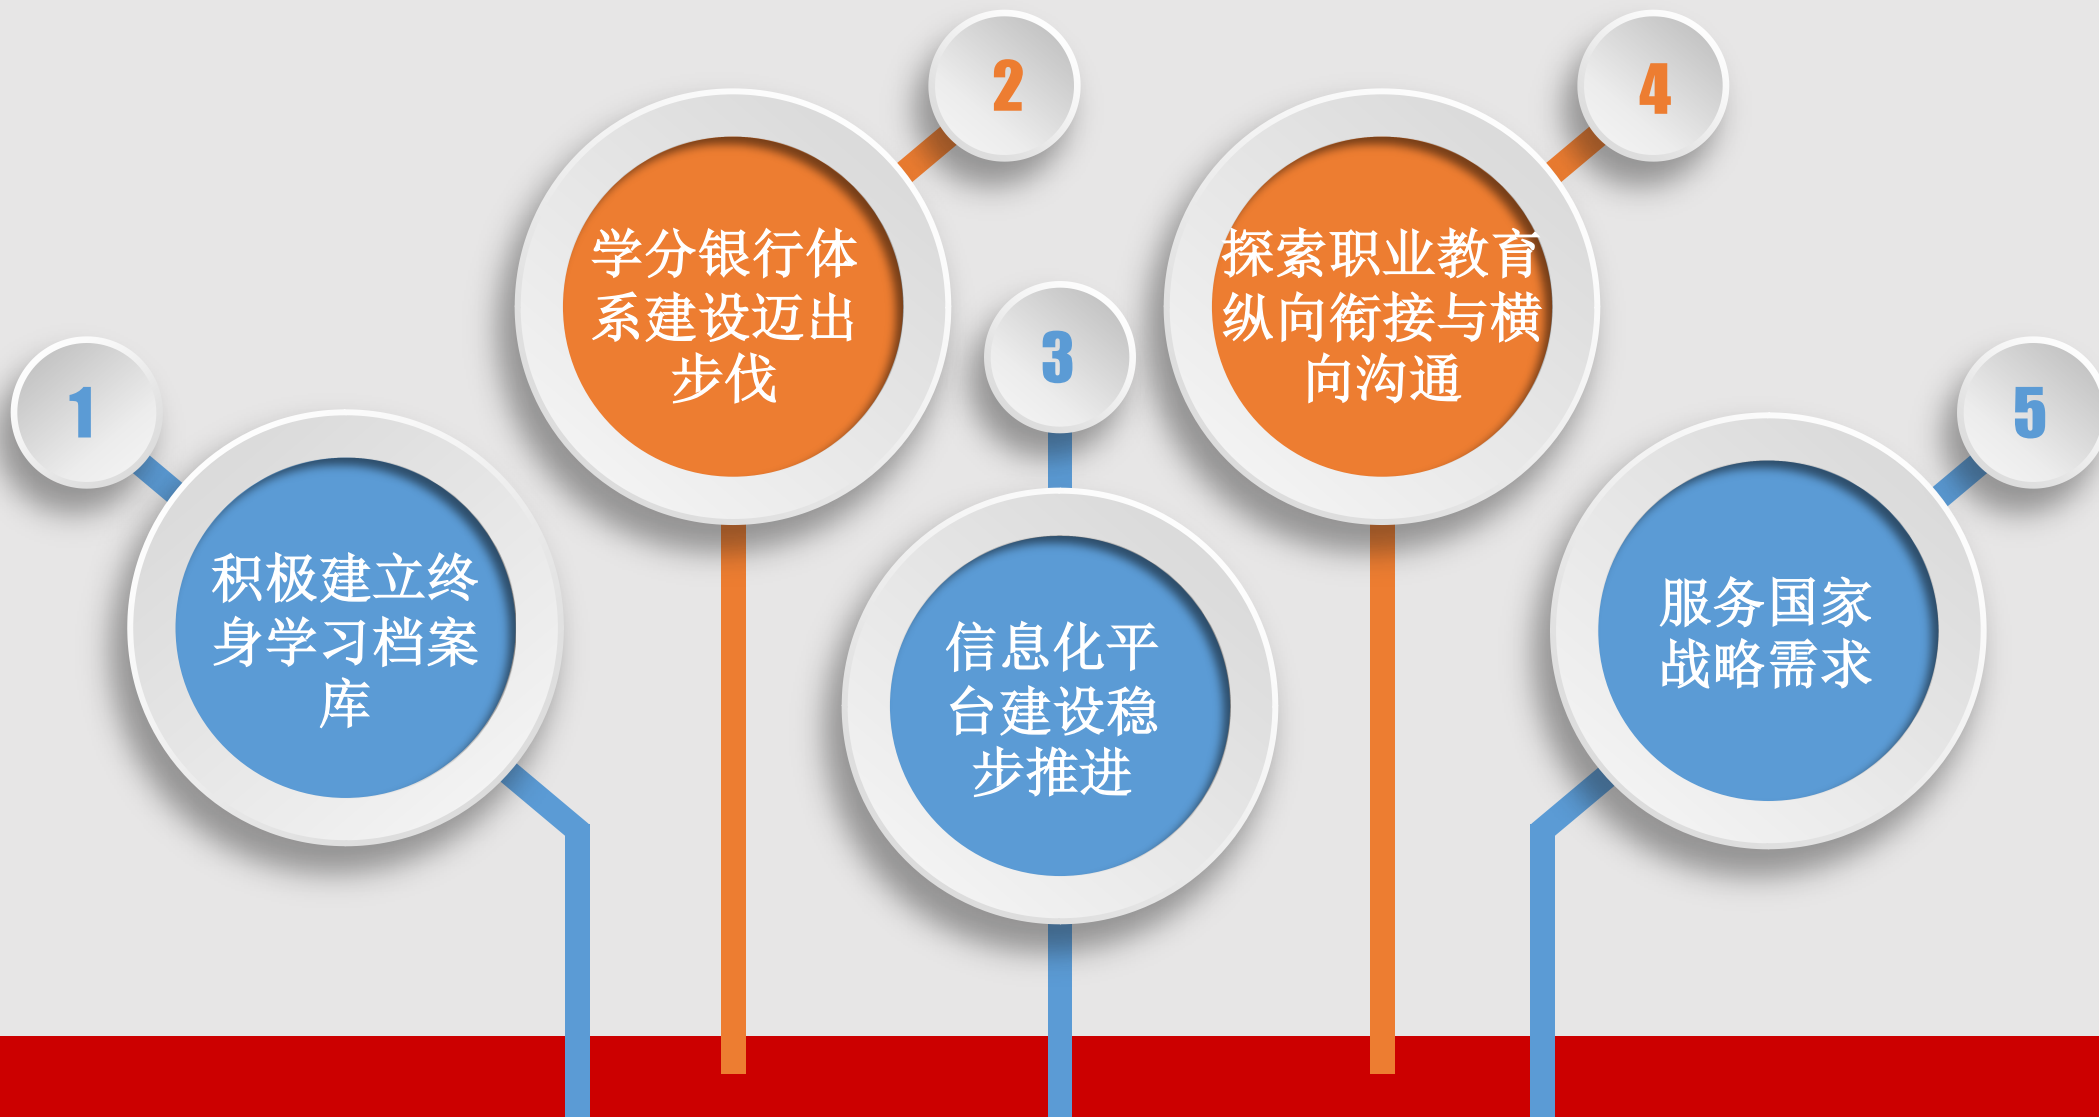 1
积极建立终
身学习档案
库
2
学分银行体
系建设迈出
步伐
3
信息化平
台建设稳
步推进
4
探索职业教育
纵向衔接与横
向沟通
5
服务国家
战略需求